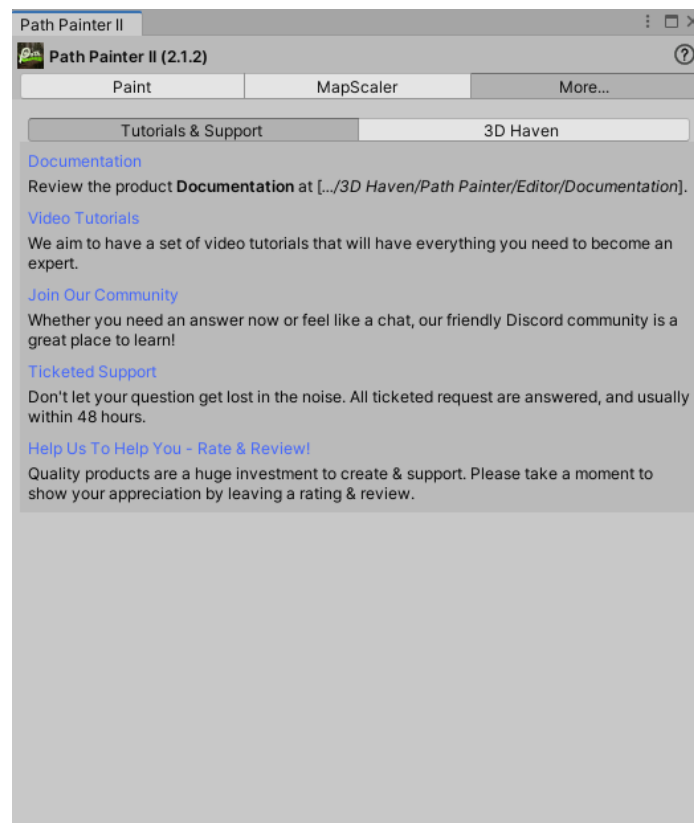 Path Painter II
Path Painter II (2.1.2)
Paint MapScaler More...
Tutorials & Support 3D Haven
Documentation
Review the product Documentation at [.../3D Haven/Path Painter/Editor/Documentation].
Video Tutorials
We aim to have a set of video tutorials that will have everything you need to become an
expert.
Join Our Community
Whether you need an answer now or feel like a chat, our friendly Discord community is a
great place to learn!
Ticketed Support
Don't let your question get lost in the noise. All ticketed request are answered, and usually
within 48 hours.
Help Us To Help You - Rate & Review!
Quality products are a huge investment to create & support. Please take a moment to
show your appreciation by leaving a rating & review.